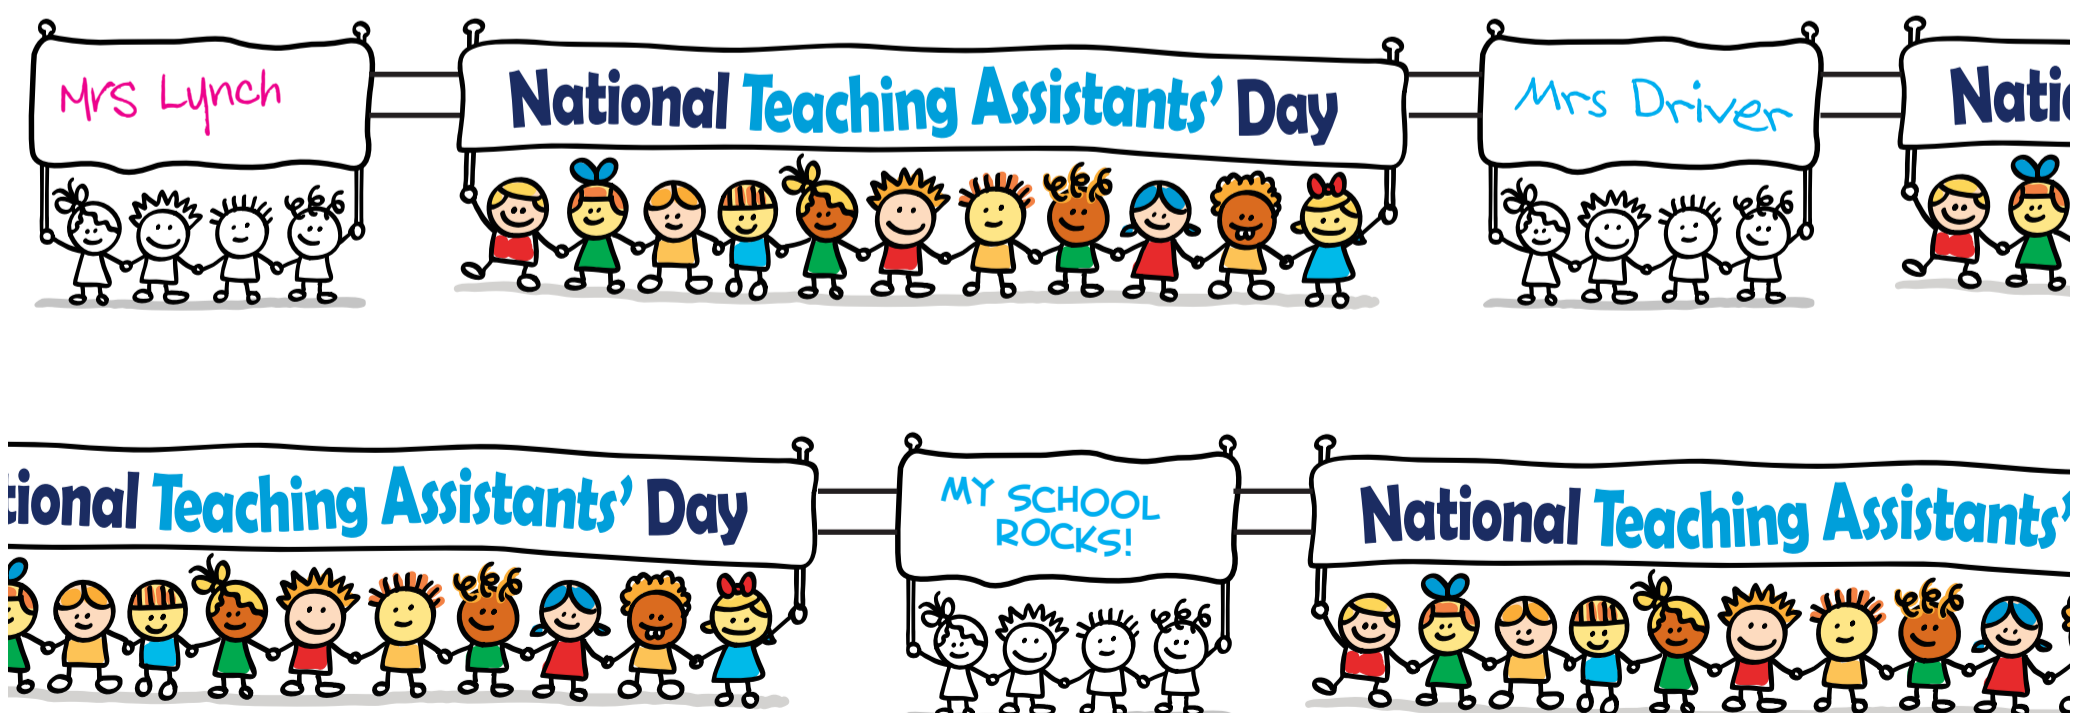 Mrs Lynch
National Teaching Assistants' Day
Mrs Driver
Natio
tional Teaching Assistants' Day
MY SCHOOL
ROCKS!
National Teaching Assistants'